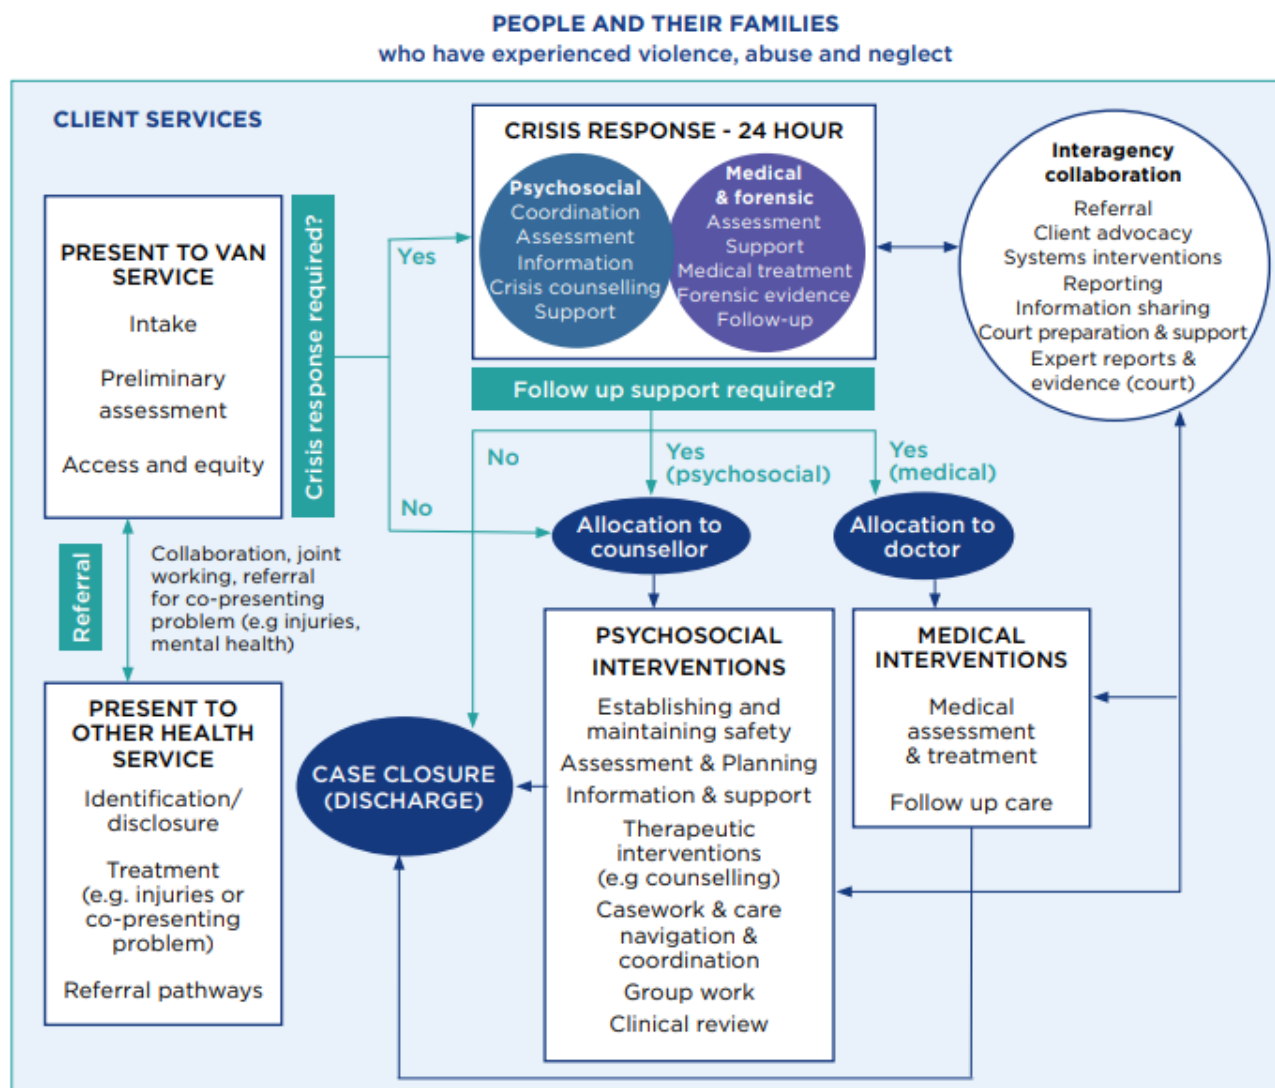 PEOPLE AND THEIR FAMILIES
who have experienced violence, abuse and neglect
CLIENT SERVICES
PRESENT TO VAN
SERVICE
Intake
Preliminary
assessment
Access and equity
Crisis response required?
Yes
No
CRISIS RESPONSE - 24 HOUR
Psychosocial
Coordination
Assessment
Information
Crisis counselling
Support
Medical
& forensic
Assessment
Support
Medical treatment
Forensic evidence
Follow-up
Interagency
collaboration
Referral
Client advocacy
Systems interventions
Reporting
Information sharing
Court preparation & support
Expert reports &
evidence (court)
Follow up support required?
No
Yes
(psychosocial)
Yes
(medical)
Allocation to
counsellor
Allocation to
doctor
Referral
Collaboration, joint
working, referral
for co-presenting
problem (e.g injuries,
mental health)
PRESENT TO
OTHER HEALTH
SERVICE
Identification/
disclosure
Treatment
(e.g. injuries or
co-presenting
problem)
Referral pathways
CASE CLOSURE
(DISCHARGE)
PSYCHOSOCIAL
INTERVENTIONS
Establishing and
maintaining safety
Assessment & Planning
Information & support
Therapeutic
interventions
(e.g counselling)
Casework & care
navigation &
coordination
Group work
Clinical review
MEDICAL
INTERVENTIONS
Medical
assessment
& treatment
Follow up care